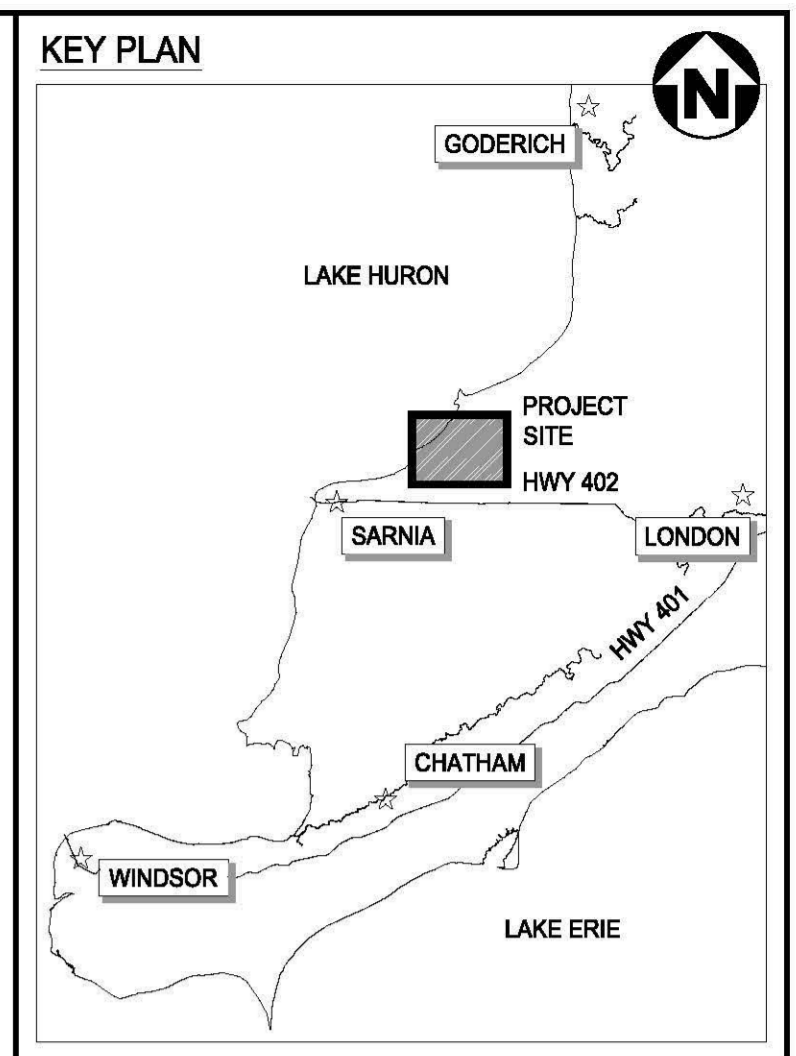 KEY PLAN
N
GODERICH
LAKE HURON
PROJECT
SITE
HWY 402
SARNIA
LONDON
HWY 401
CHATHAM
WINDSOR
LAKE ERIE